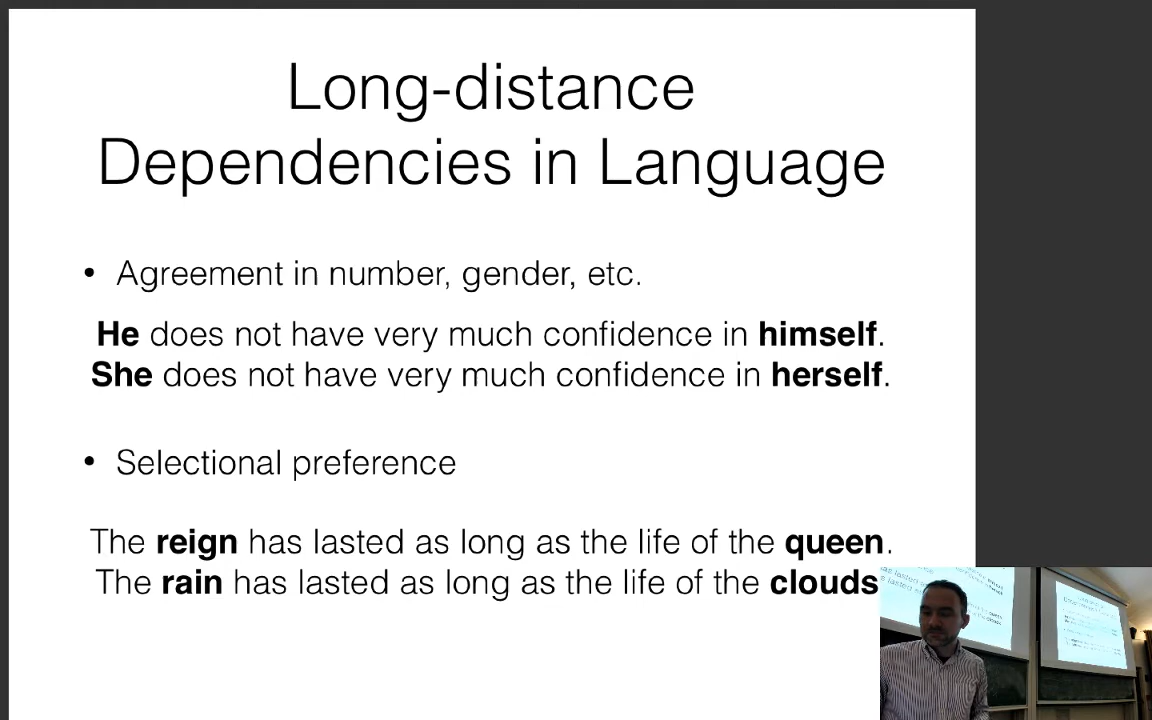 Long-distance
Dependencies in Language
• Agreement in number, gender, etc.
He does not have very much confidence in himself.
She does not have very much confidence in herself.
• Selectional preference
The reign has lasted as long as the life of the queen.
The rain has lasted as long as the life of the clouds